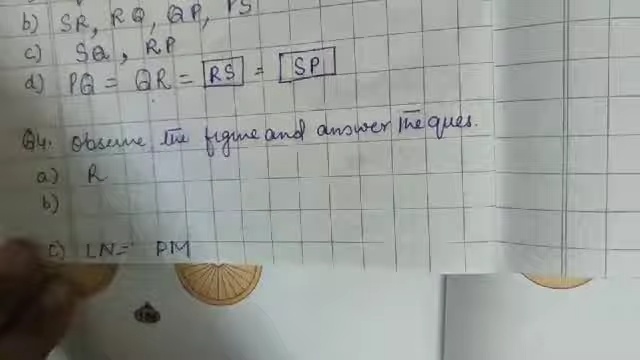 b) SR, RQ, QP, PS
c) SQ, RP
d) PQ = QR = RS = SP
Q4. Observe the figure and answer the ques.
a) R
b)
c) LN = PM